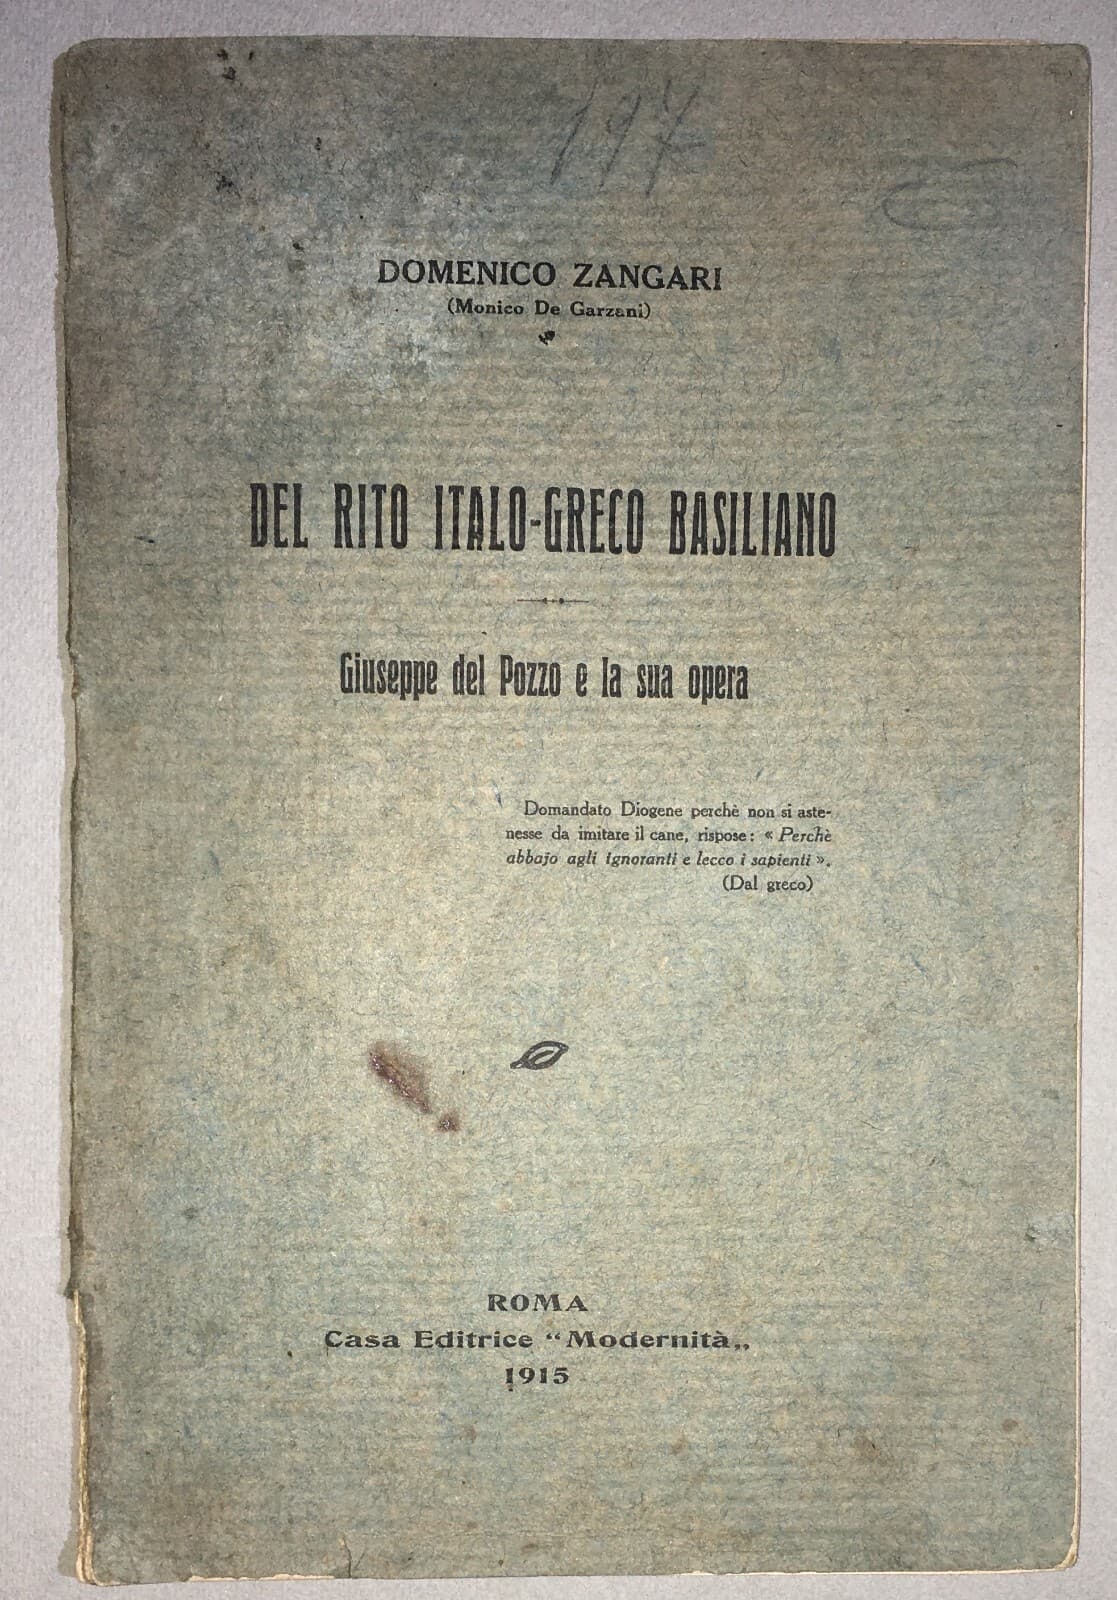 197
DOMENICO ZANGARI
(Monico De Garzani)
DEL RITO ITALO-GRECO BASILIANO
Giuseppe del Pozzo e la sua opera
Domandato Diogene perchè non si aste-
nesse da imitare il cane, rispose: « Perchè
abbajo agli ignoranti e lecco i sapienti ».
(Dal greco)
ROMA
Casa Editrice “Modernità„
1915